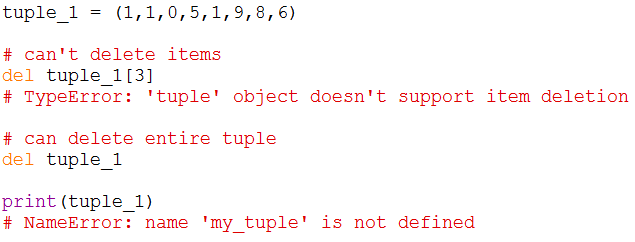 tuple_1 = (1,1,0,5,1,9,8,6)
# can't delete items
del tuple_1[3]
# TypeError: 'tuple' object doesn't support item deletion
# can delete entire tuple
del tuple_1
print(tuple_1)
# NameError: name 'my_tuple' is not defined